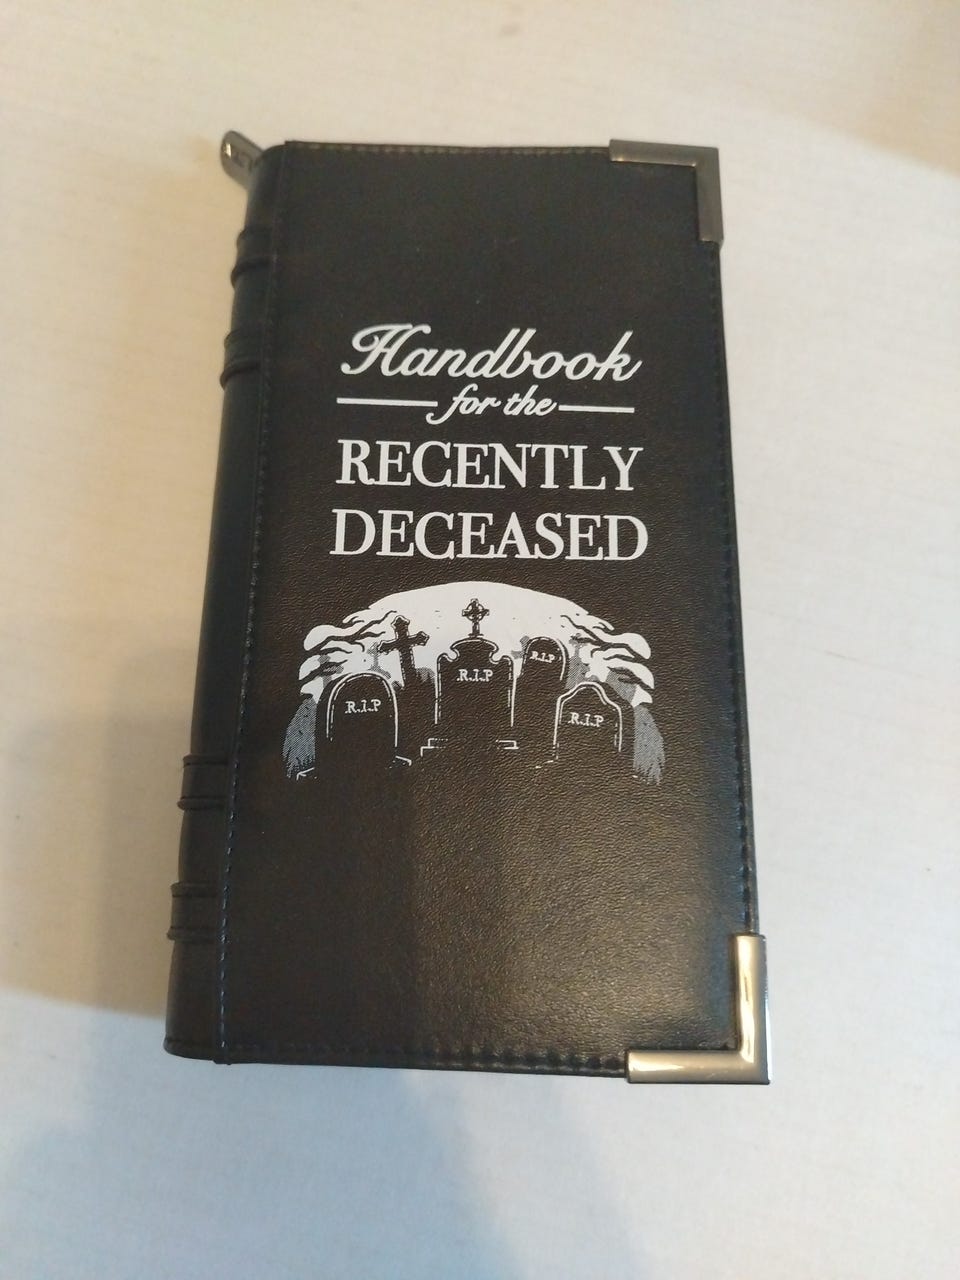 Handbook
for the
RECENTLY
DECEASED
R.I.P
R.I.P
R.I.P
R.I.P